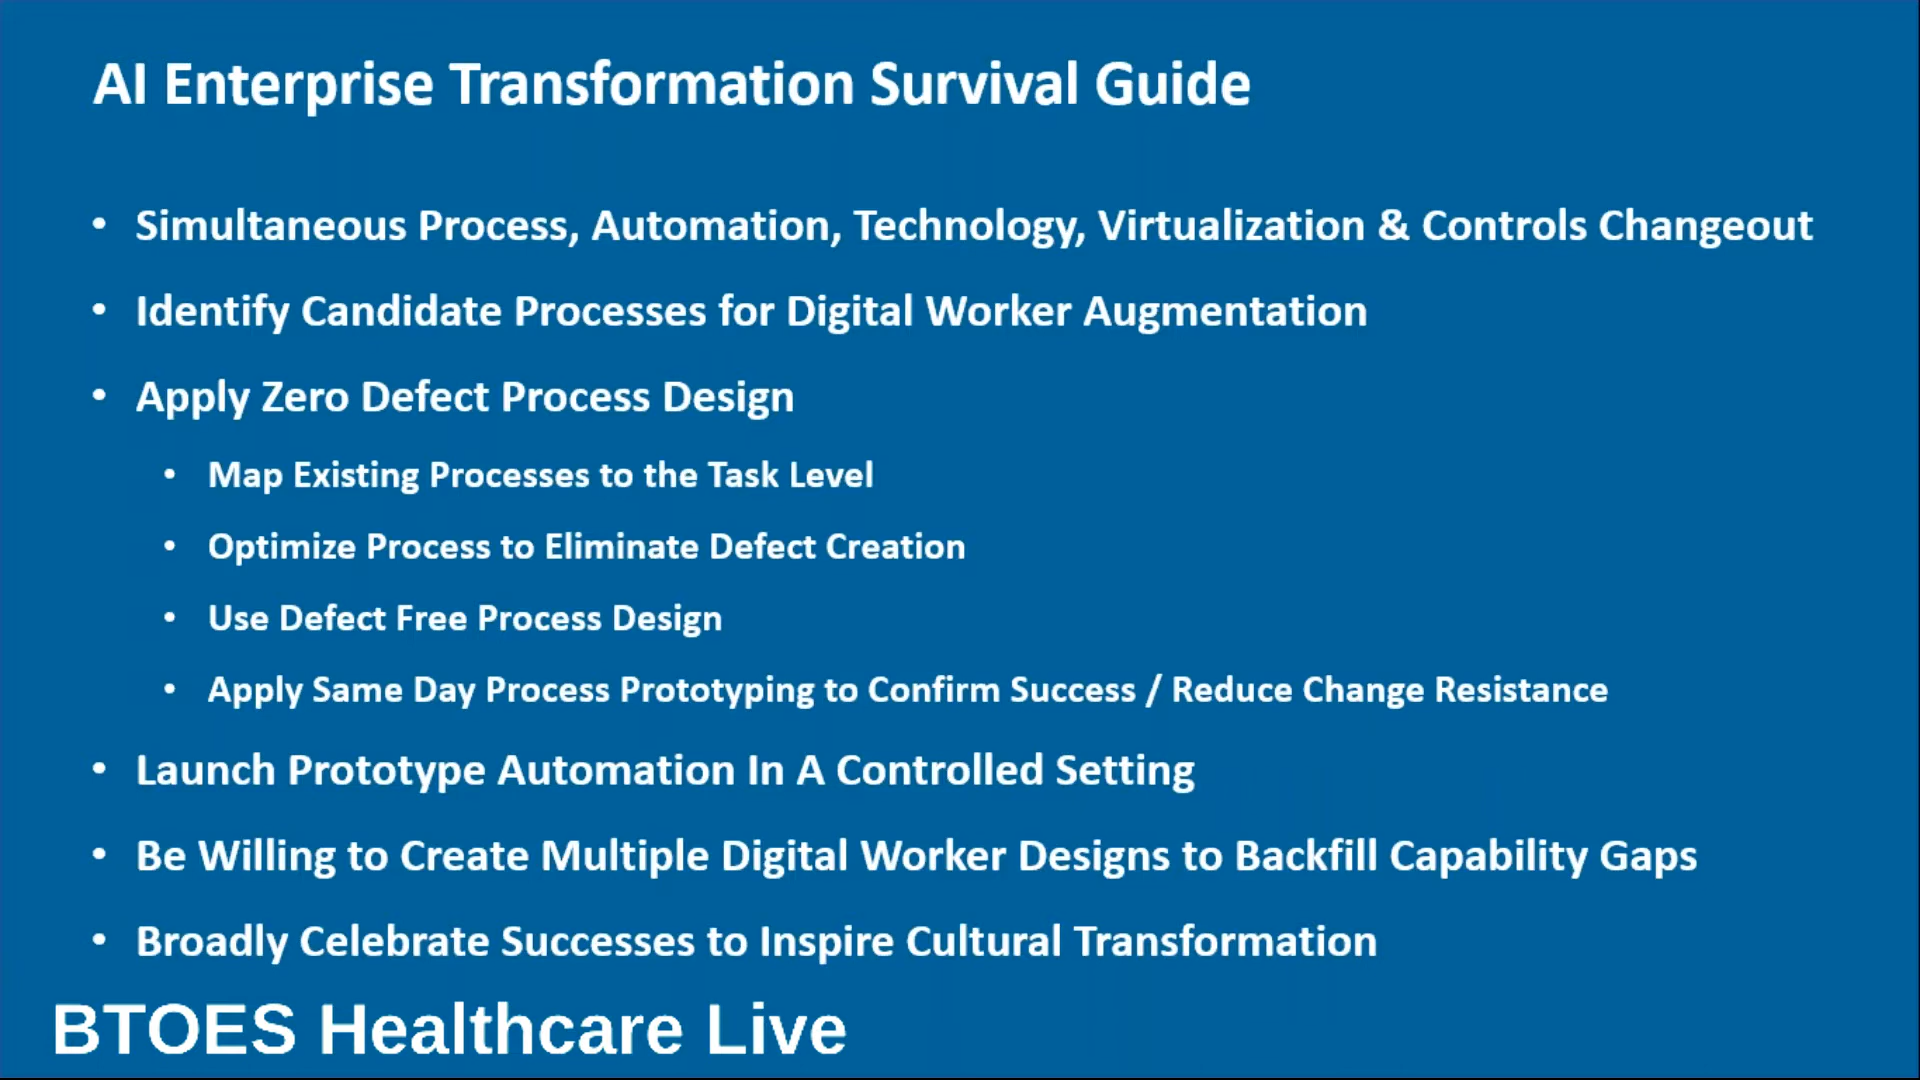 AI Enterprise Transformation Survival Guide
• Simultaneous Process, Automation, Technology, Virtualization & Controls Changeout
• Identify Candidate Processes for Digital Worker Augmentation
• Apply Zero Defect Process Design
• Map Existing Processes to the Task Level
• Optimize Process to Eliminate Defect Creation
• Use Defect Free Process Design
• Apply Same Day Process Prototyping to Confirm Success / Reduce Change Resistance
• Launch Prototype Automation In A Controlled Setting
• Be Willing to Create Multiple Digital Worker Designs to Backfill Capability Gaps
• Broadly Celebrate Successes to Inspire Cultural Transformation
BTOES Healthcare Live